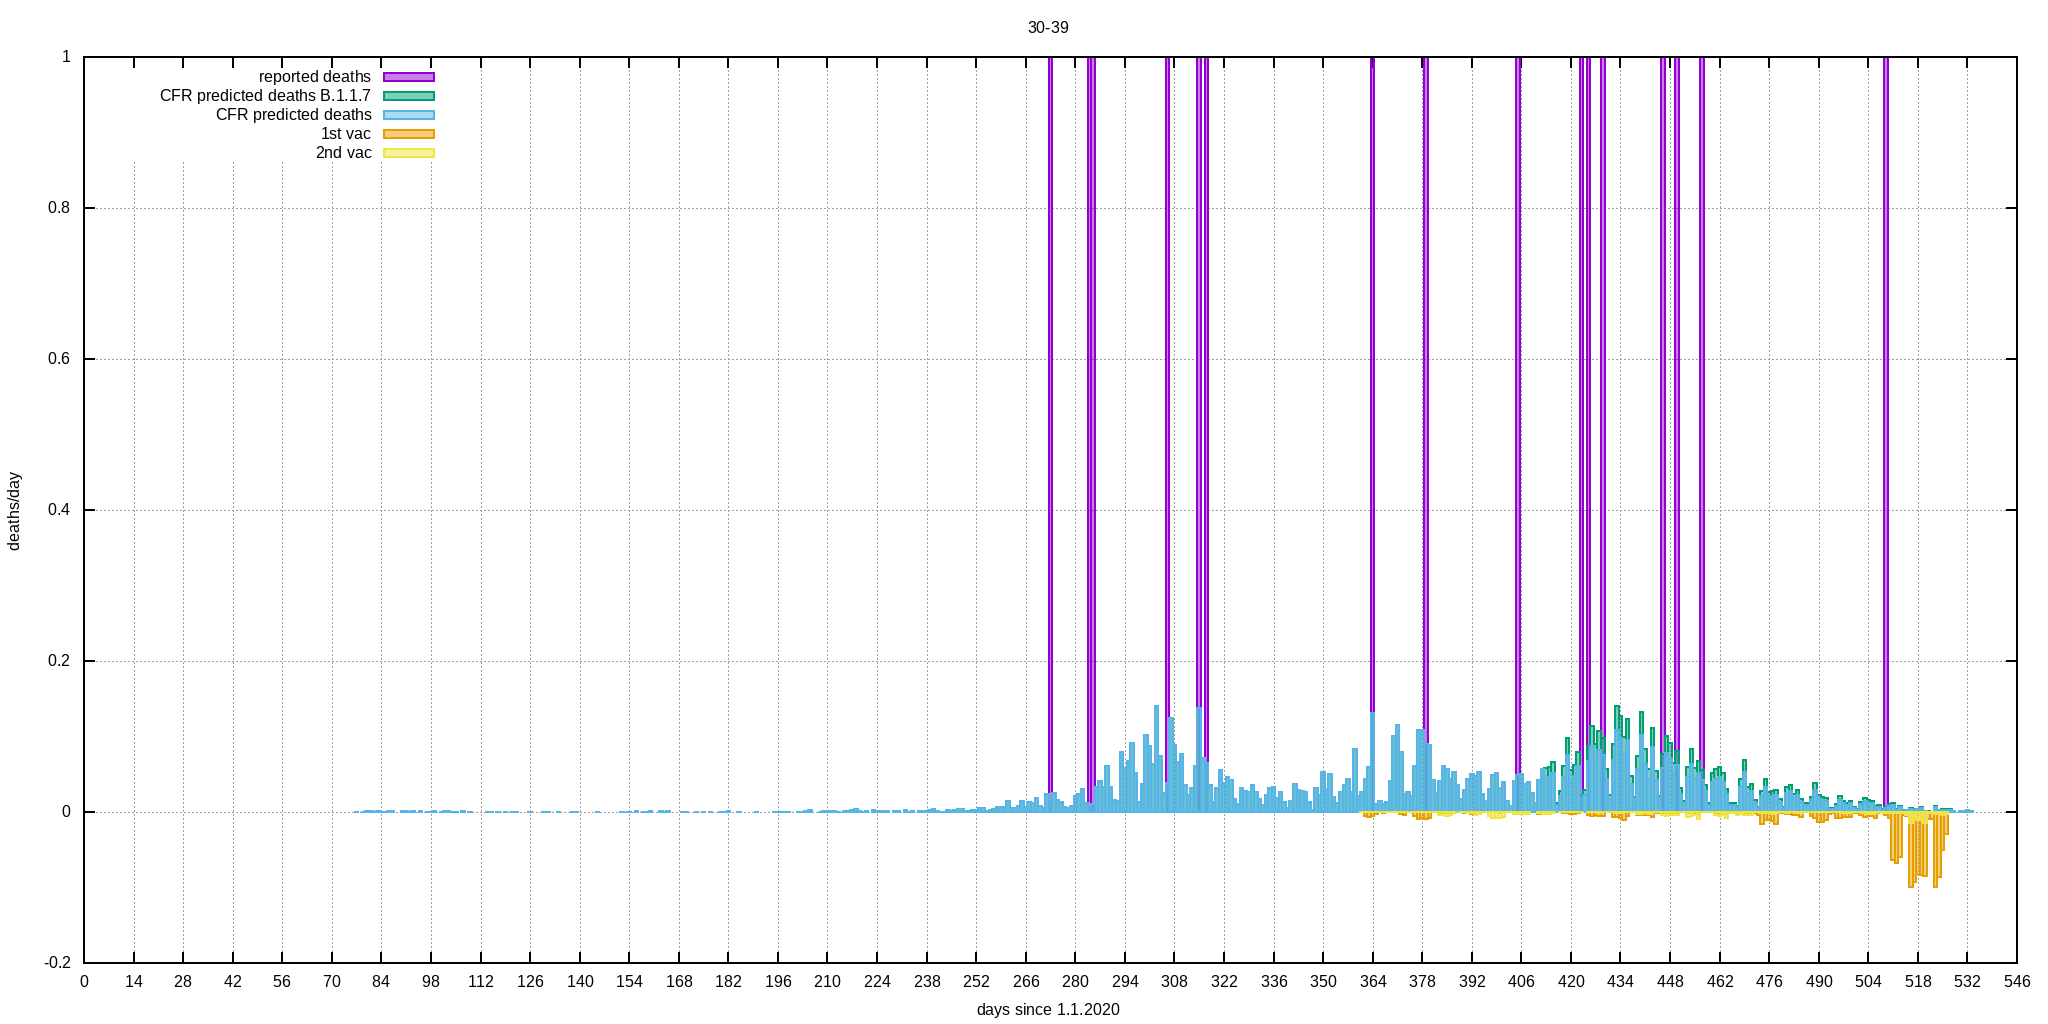 30-39
reported deaths
CFR predicted deaths B.1.1.7
CFR predicted deaths
1st vac
2nd vac
1
0.8
0.6
0.4
0.2
0
-0.2
deaths/day
0 14 28 42 56 70 84 98 112 126 140 154 168 182 196 210 224 238 252 266 280 294 308 322 336 350 364 378 392 406 420 434 448 462 476 490 504 518 532 546
days since 1.1.2020